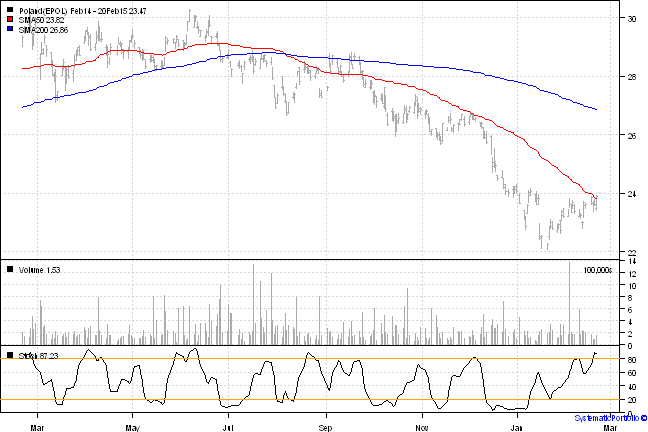 Poland(EPOL) Feb14 - 20Feb15 23.47
SMA50 23.82
SMA200 26.86
30
28
26
24
22
Volume 1.53
100,000s
14
12
10
8
6
4
2
0
87.23
80
60
40
20
0
Mar
May
Jul
Sep
Nov
Jan
Mar
SystematicPortfolio ©